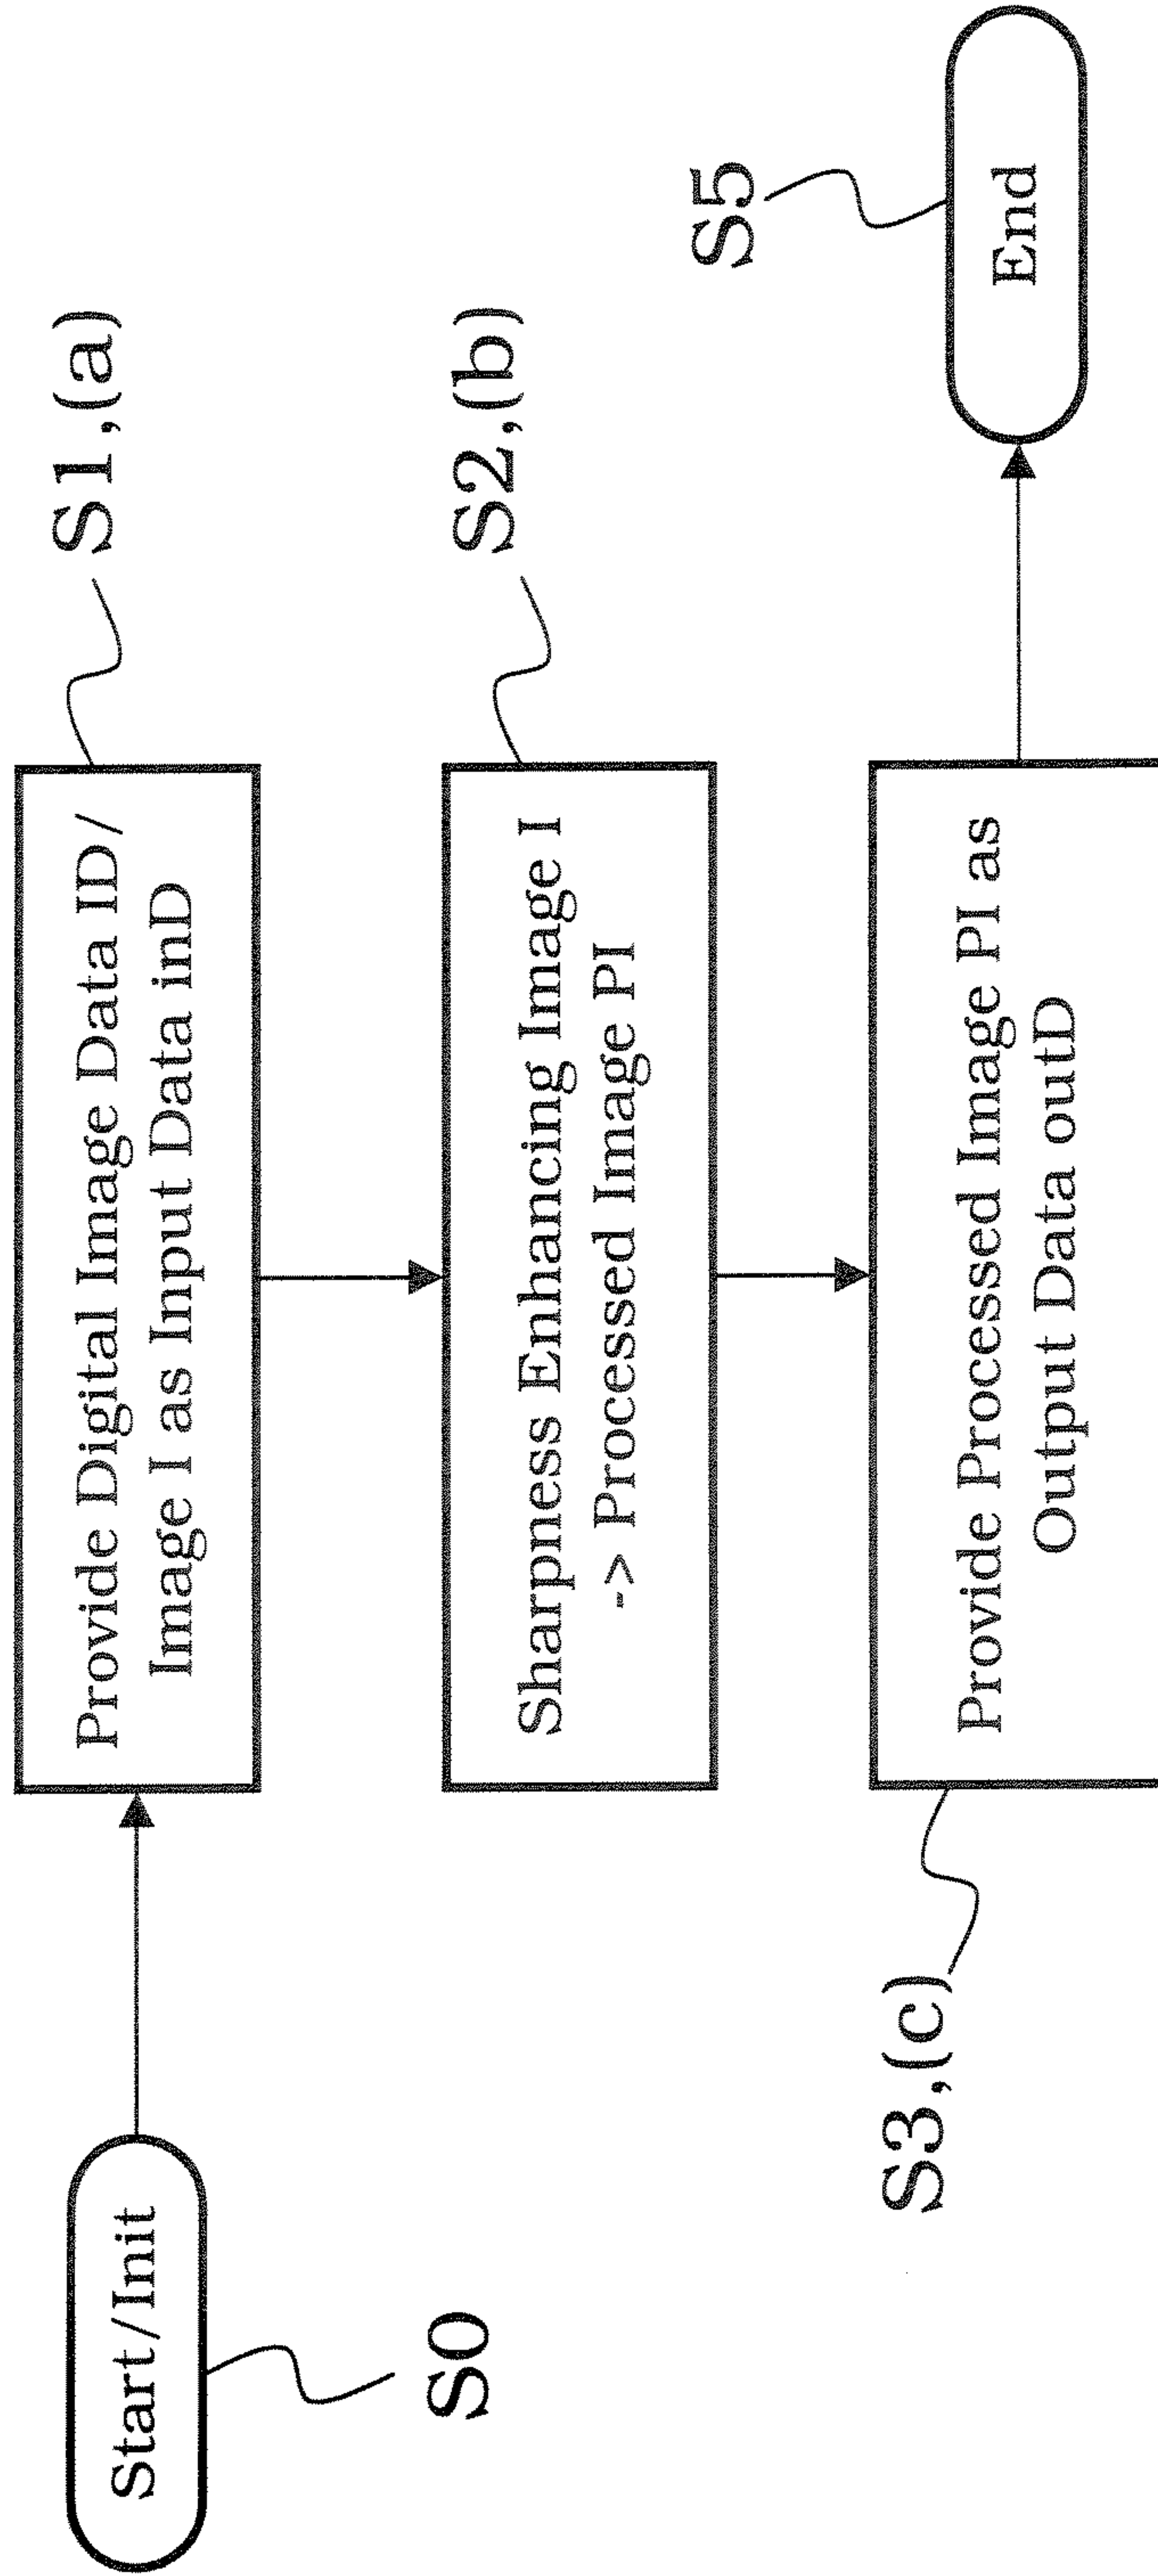 Start/Init
S0
Provide Digital Image Data ID/
Image I as Input Data inD
S1,(a)
Sharpness Enhancing Image I
-> Processed Image PI
S2,(b)
Provide Processed Image PI as
Output Data outD
S3,(c)
End
S5